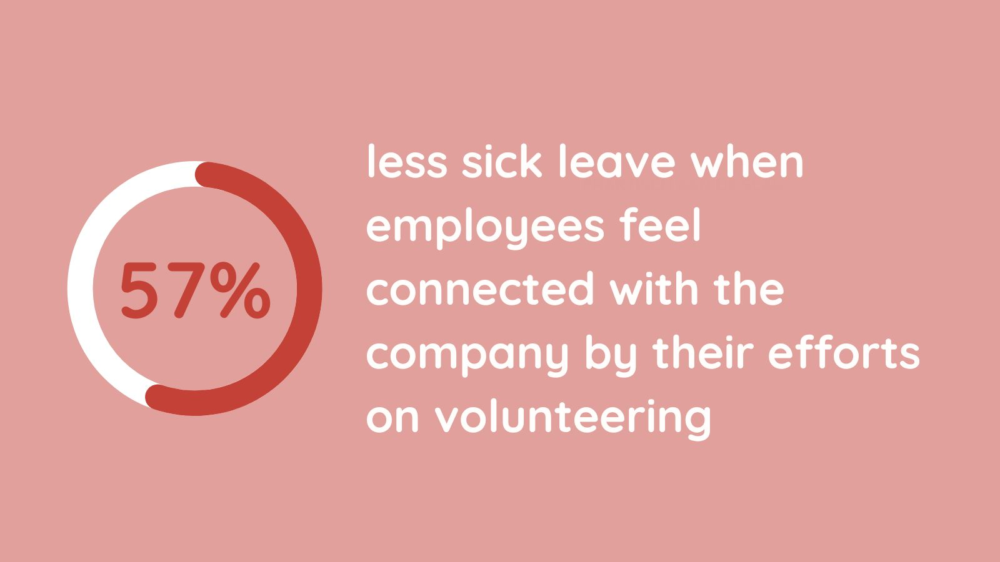 57%
less sick leave when
employees feel
connected with the
company by their efforts
on volunteering